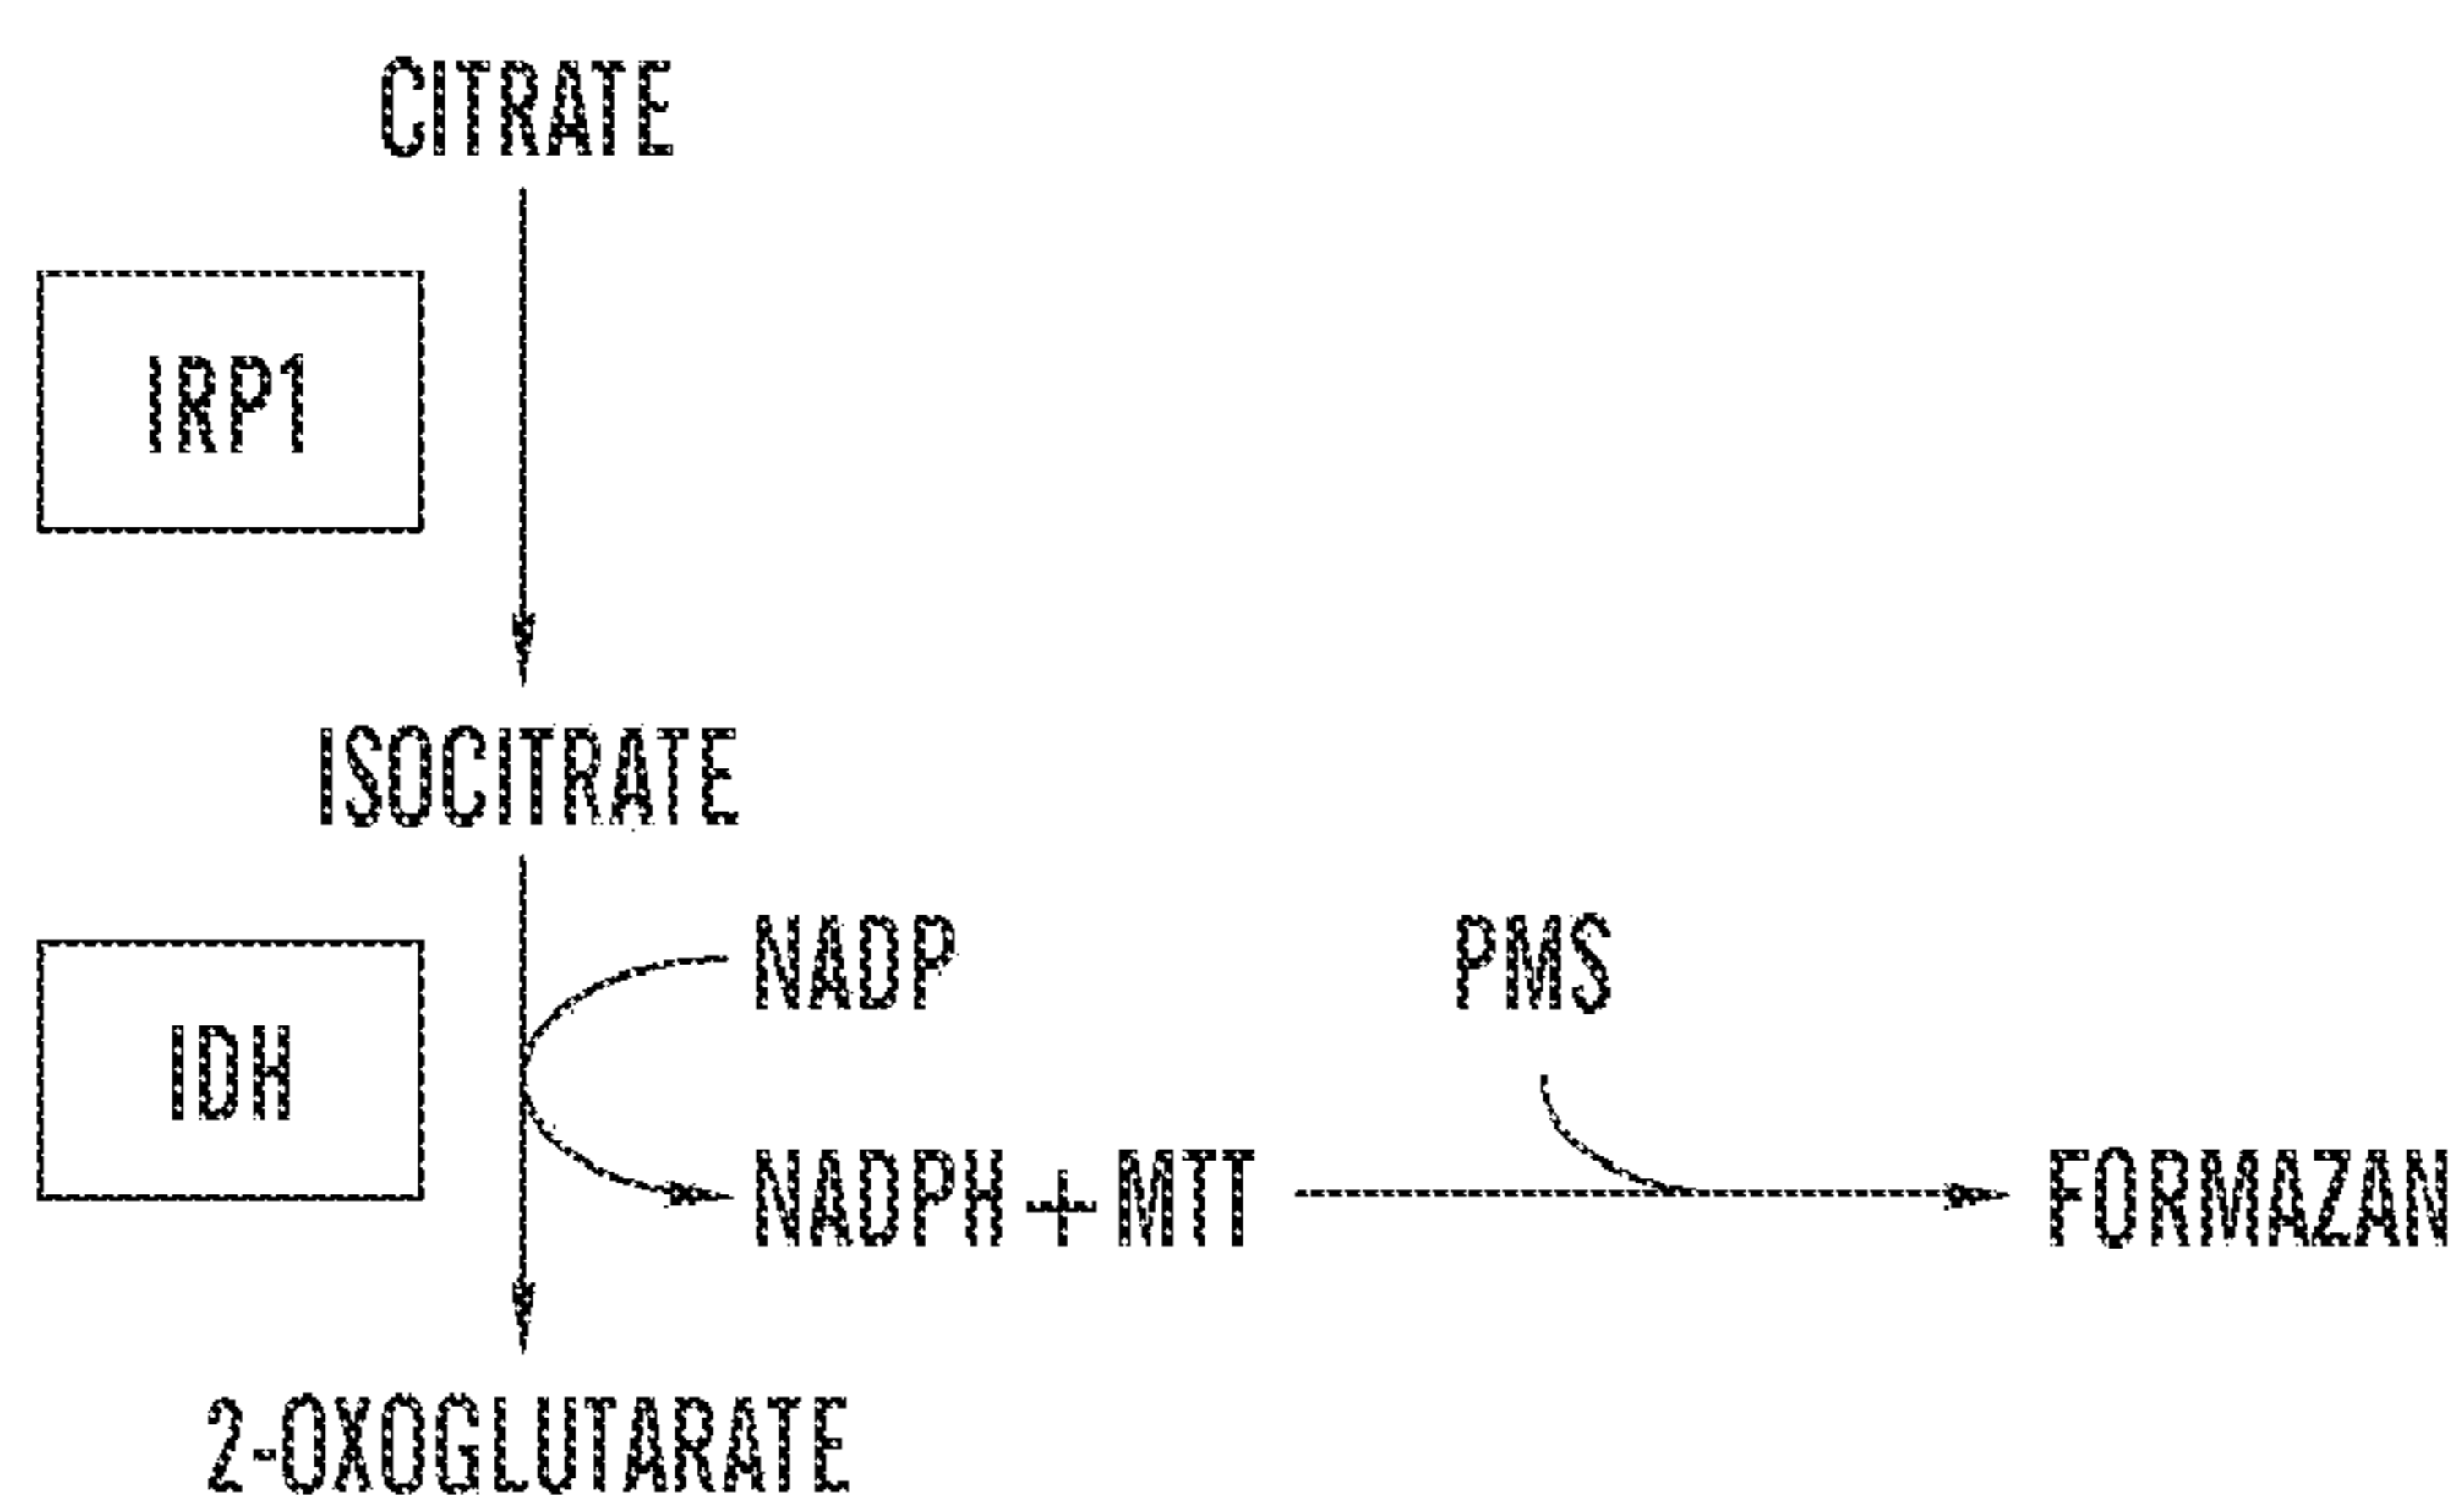 CITRATE
IRP1
ISOCITRATE
NADP
PMS
IDH
NADPH + MTT
FORMAZAN
2-OXOGLUTARATE